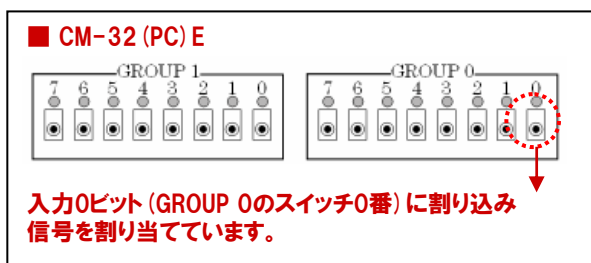 ■ CM-32(PC)E
GROUP 1
7 6 5 4 3 2 1 0
GROUP 0
7 6 5 4 3 2 1 0
入力0ビット(GROUP 0のスイッチ0番)に割り込み
信号を割り当てています。